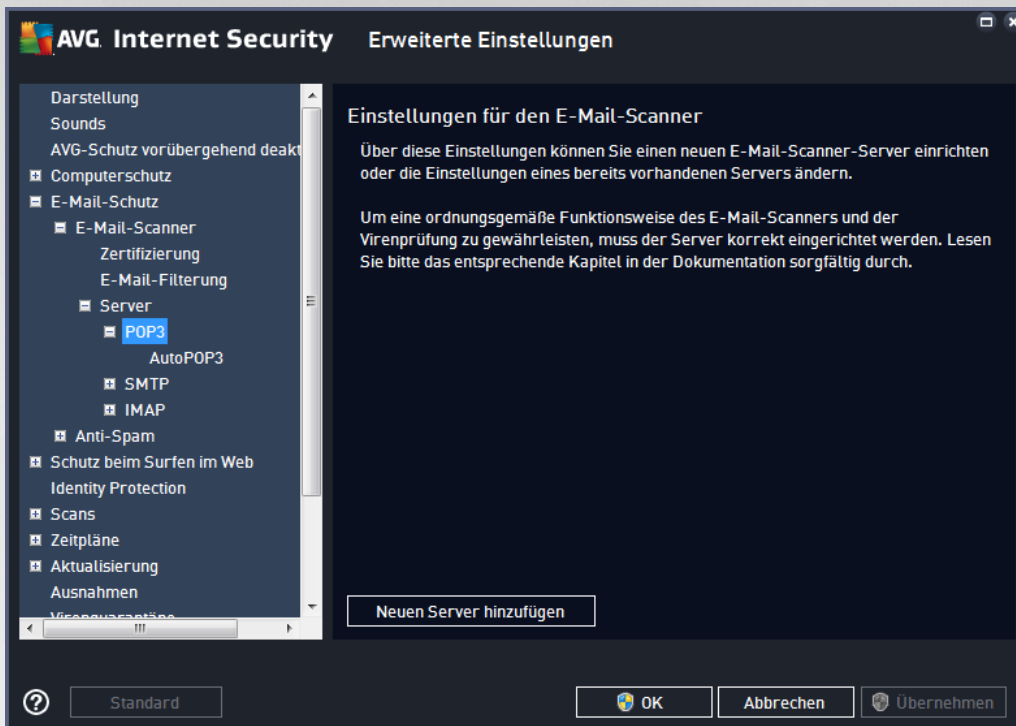 AVG. Internet Security Erweiterte Einstellungen
Darstellung
Sounds
AVG-Schutz vorübergehend deakt
Computerschutz
E-Mail-Schutz
E-Mail-Scanner
Zertifizierung
E-Mail-Filterung
Server
POP3
AutoPOP3
SMTP
IMAP
Anti-Spam
Schutz beim Surfen im Web
Identity Protection
Scans
Zeitpläne
Aktualisierung
Ausnahmen
Virenquarantäne
Einstellungen für den E-Mail-Scanner
Über diese Einstellungen können Sie einen neuen E-Mail-Scanner-Server einrichten
oder die Einstellungen eines bereits vorhandenen Servers ändern.
Um eine ordnungsgemäße Funktionsweise des E-Mail-Scanners und der
Virenprüfung zu gewährleisten, muss der Server korrekt eingerichtet werden. Lesen
Sie bitte das entsprechende Kapitel in der Dokumentation sorgfältig durch.
Neuen Server hinzufügen
? Standard OK Abbrechen Übernehmen